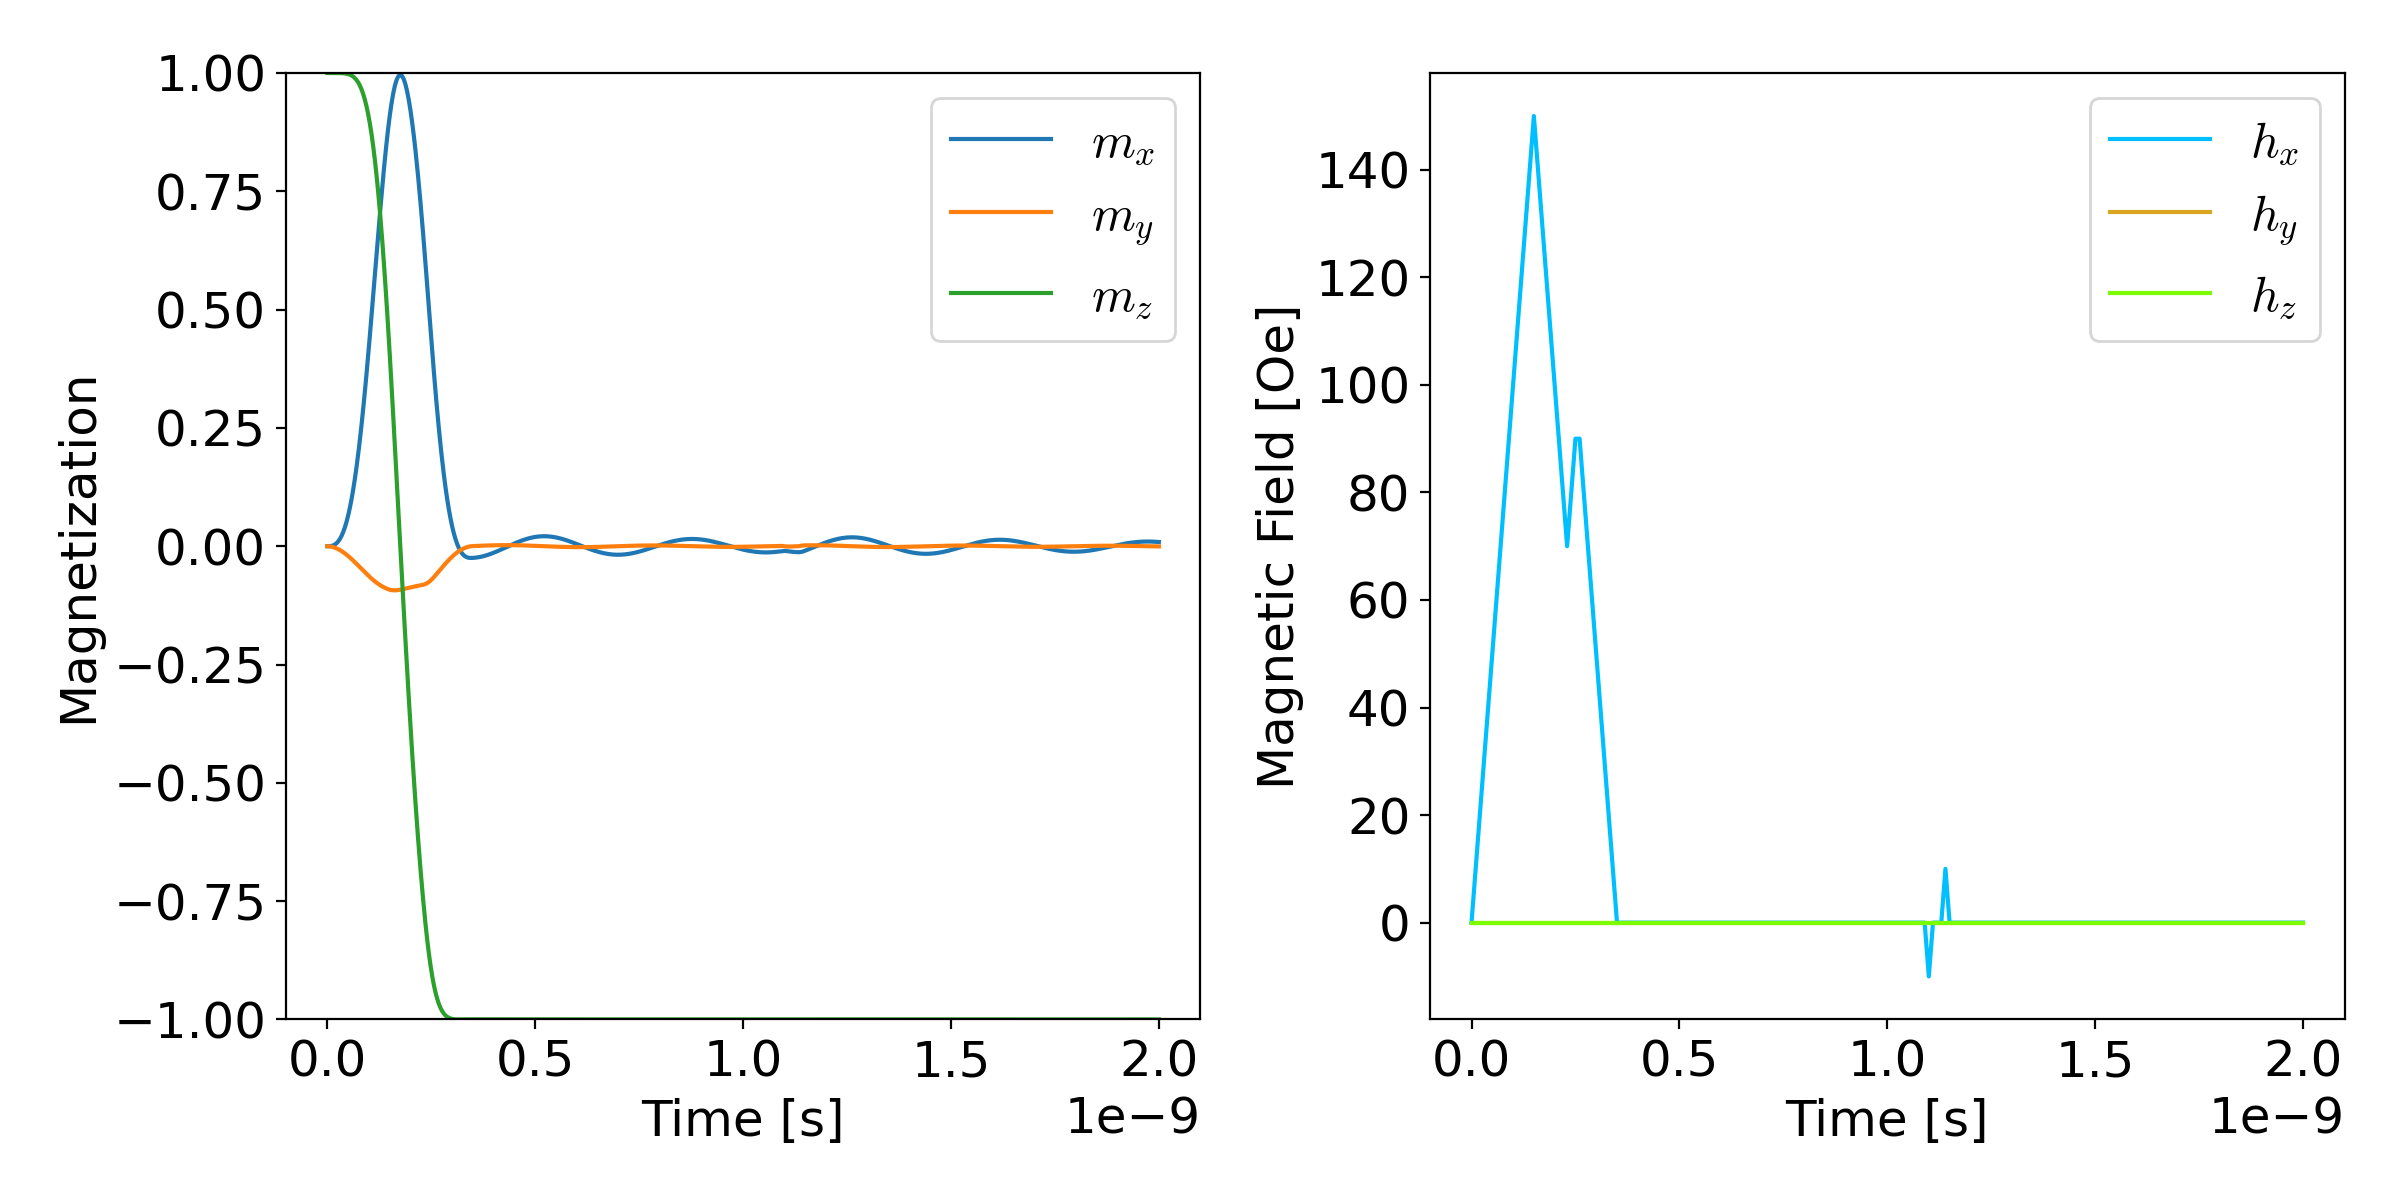 1.00
0.75
0.50
0.25
0.00
−0.25
−0.50
−0.75
−1.00
Magnetization
0.0 0.5 1.0 1.5 2.0
Time [s]
1e−9
m_x
m_y
m_z
140
120
100
80
60
40
20
0
Magnetic Field [Oe]
0.0 0.5 1.0 1.5 2.0
Time [s]
1e−9
h_x
h_y
h_z